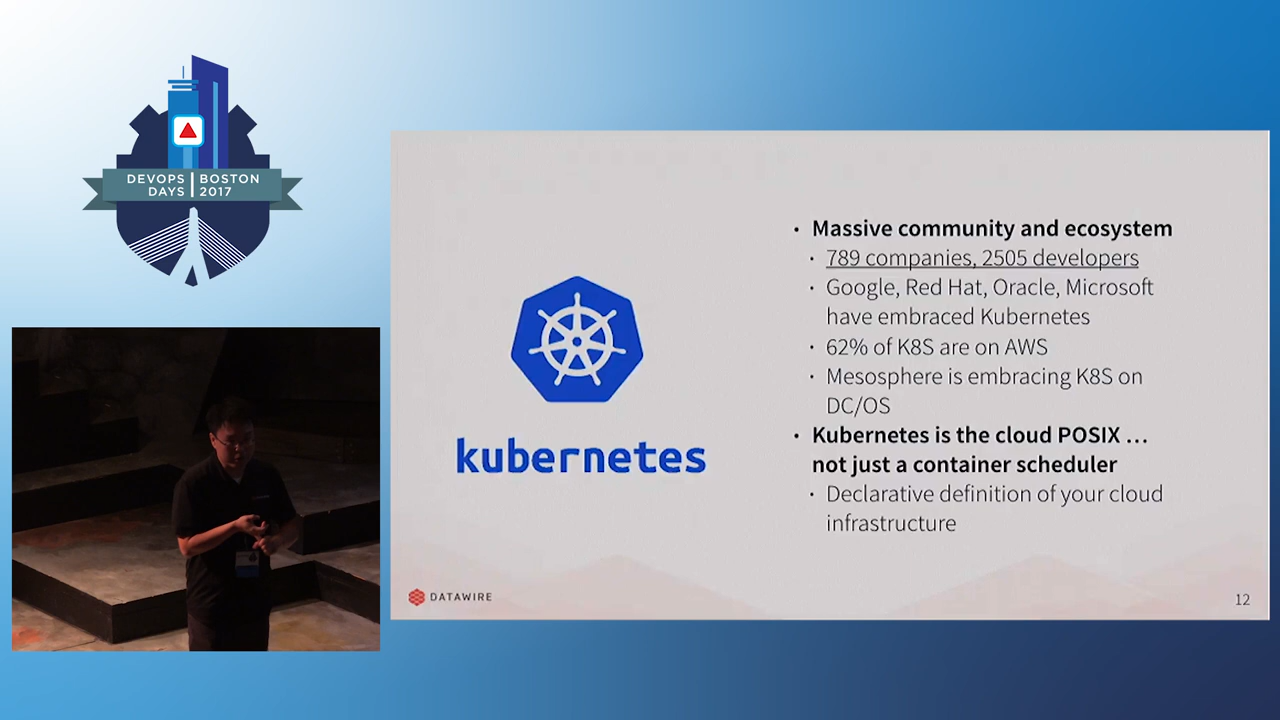 DEVOPS BOSTON
DAYS 2017
• Massive community and ecosystem
• 789 companies, 2505 developers
• Google, Red Hat, Oracle, Microsoft
have embraced Kubernetes
• 62% of K8S are on AWS
• Mesosphere is embracing K8S on
DC/OS
• Kubernetes is the cloud POSIX …
not just a container scheduler
• Declarative definition of your cloud
infrastructure
kubernetes
DATAWIRE
12